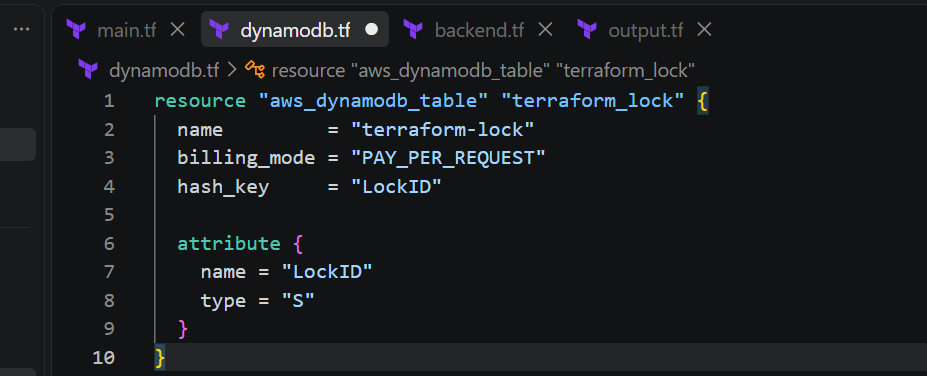 main.tf dynamodb.tf backend.tf output.tf
dynamodb.tf > resource "aws_dynamodb_table" "terraform_lock"
1 resource "aws_dynamodb_table" "terraform_lock" {
2   name         = "terraform-lock"
3   billing_mode = "PAY_PER_REQUEST"
4   hash_key     = "LockID"
5
6   attribute {
7     name = "LockID"
8     type = "S"
9   }
10 }